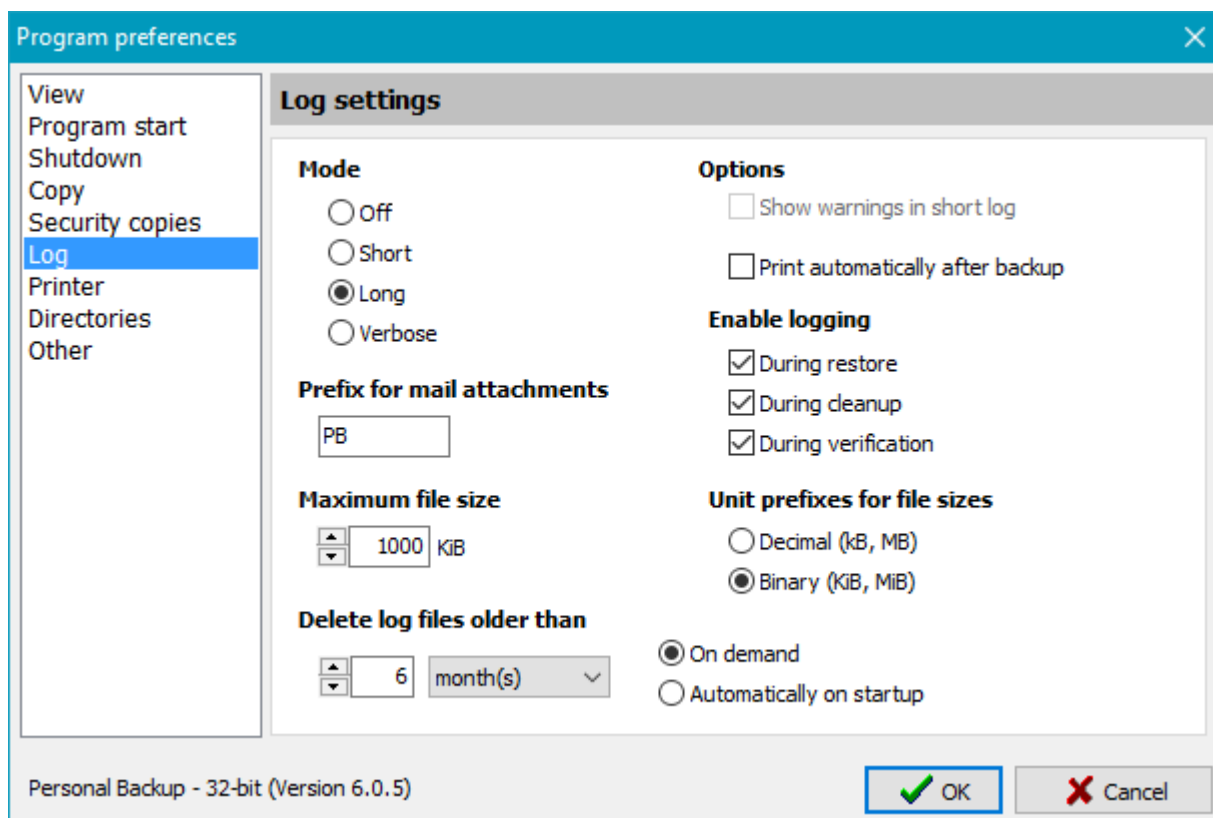 Program preferences
View
Program start
Shutdown
Copy
Security copies
Log
Printer
Directories
Other
Log settings
Mode
Off
Short
Long
Verbose
Prefix for mail attachments
PB
Maximum file size
1000 KiB
Delete log files older than
6 month(s)
Options
Show warnings in short log
Print automatically after backup
Enable logging
During restore
During cleanup
During verification
Unit prefixes for file sizes
Decimal (kB, MB)
Binary (KiB, MiB)
On demand
Automatically on startup
Personal Backup - 32-bit (Version 6.0.5)
OK
Cancel